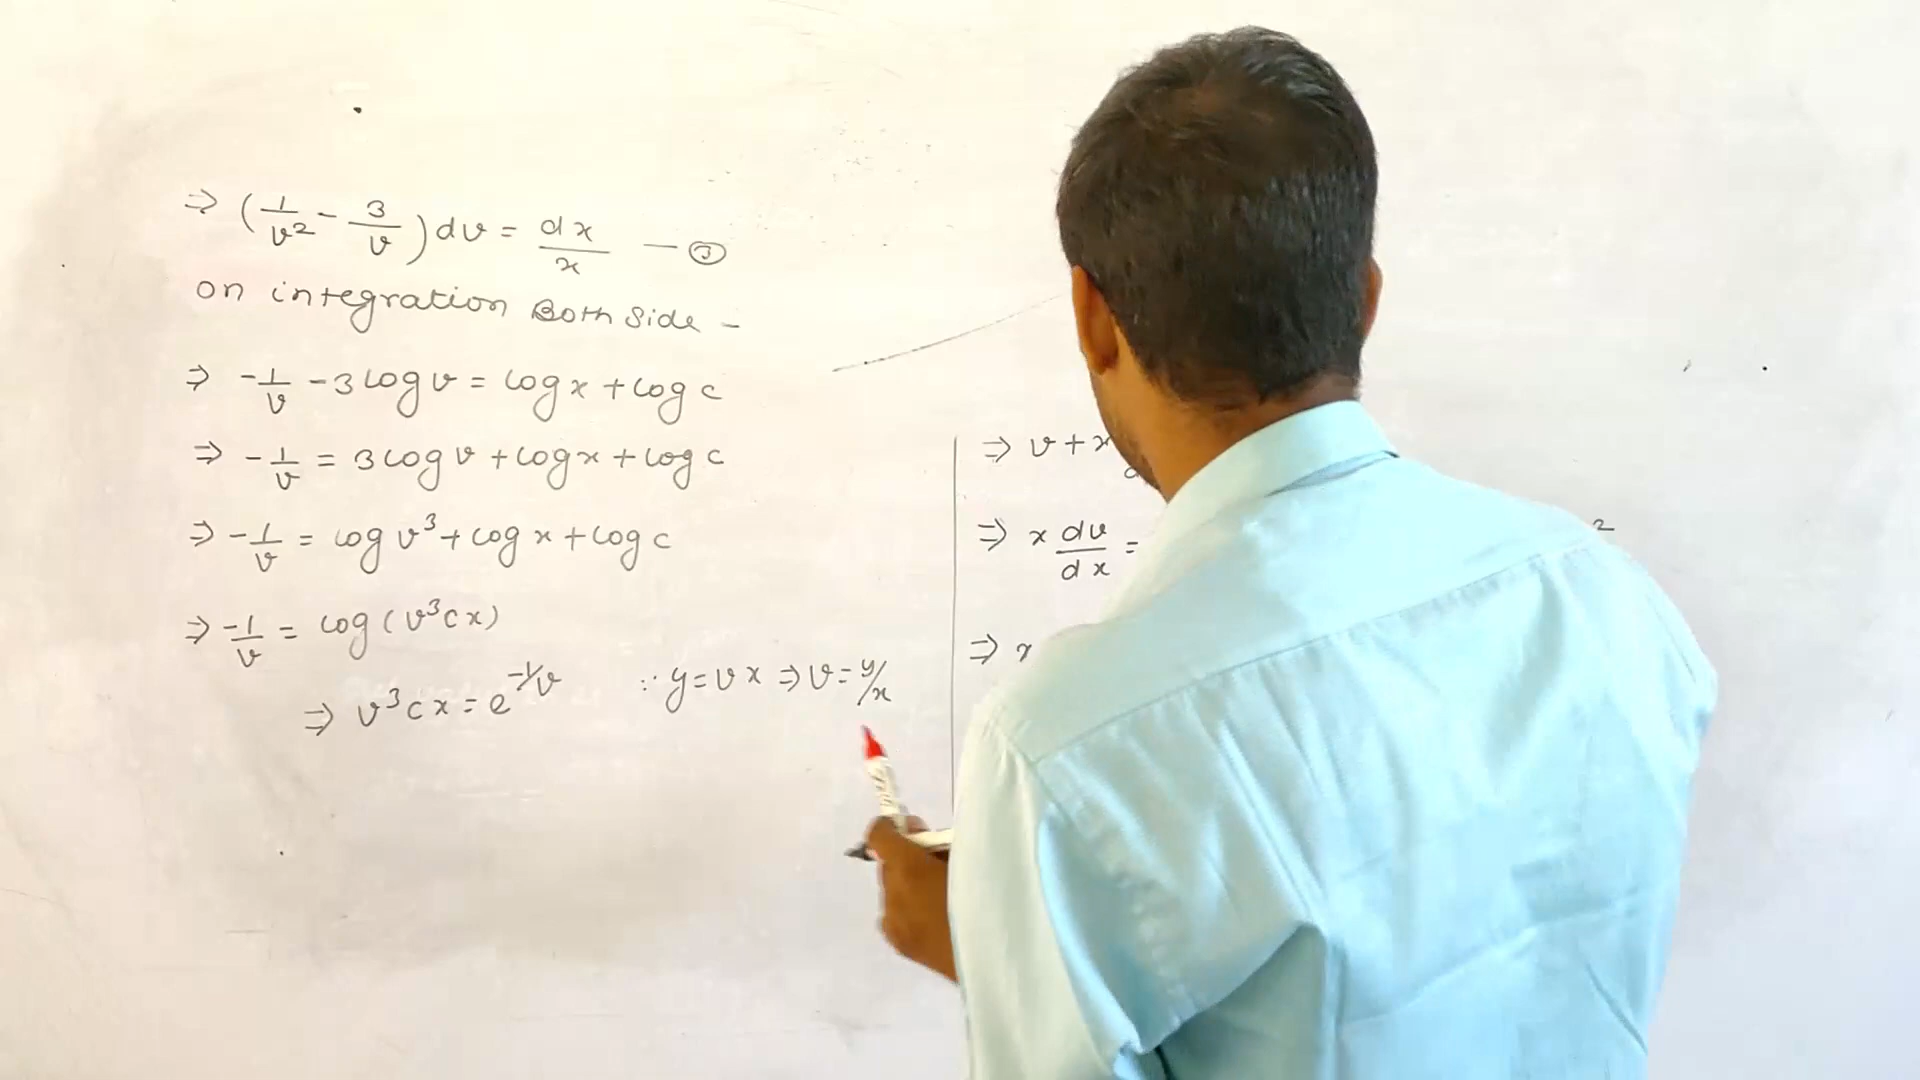 ⇒ (1/v² - 3/v) dv = dx/x — ③
on integration Both Side -
⇒ -1/v - 3 log v = log x + log c
⇒ -1/v = 3 log v + log x + log c
⇒ -1/v = log v³ + log x + log c
⇒ -1/v = log (v³cx)
⇒ v³cx = e^(-1/v) ∵ y = vx ⇒ v = y/x
⇒ v + x
⇒ x dv/dx =
2
⇒ x